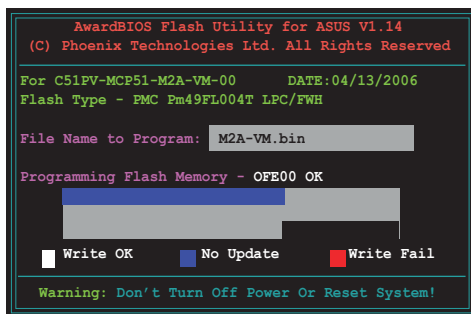 AwardBIOS Flash Utility for ASUS V1.14
(C) Phoenix Technologies Ltd. All Rights Reserved
For C51PV-MCP51-M2A-VM-00 DATE:04/13/2006
Flash Type - PMC Pm49FL004T LPC/FWH
File Name to Program: M2A-VM.bin
Programming Flash Memory - OFE00 OK
Write OK No Update Write Fail
Warning: Don't Turn Off Power Or Reset System!